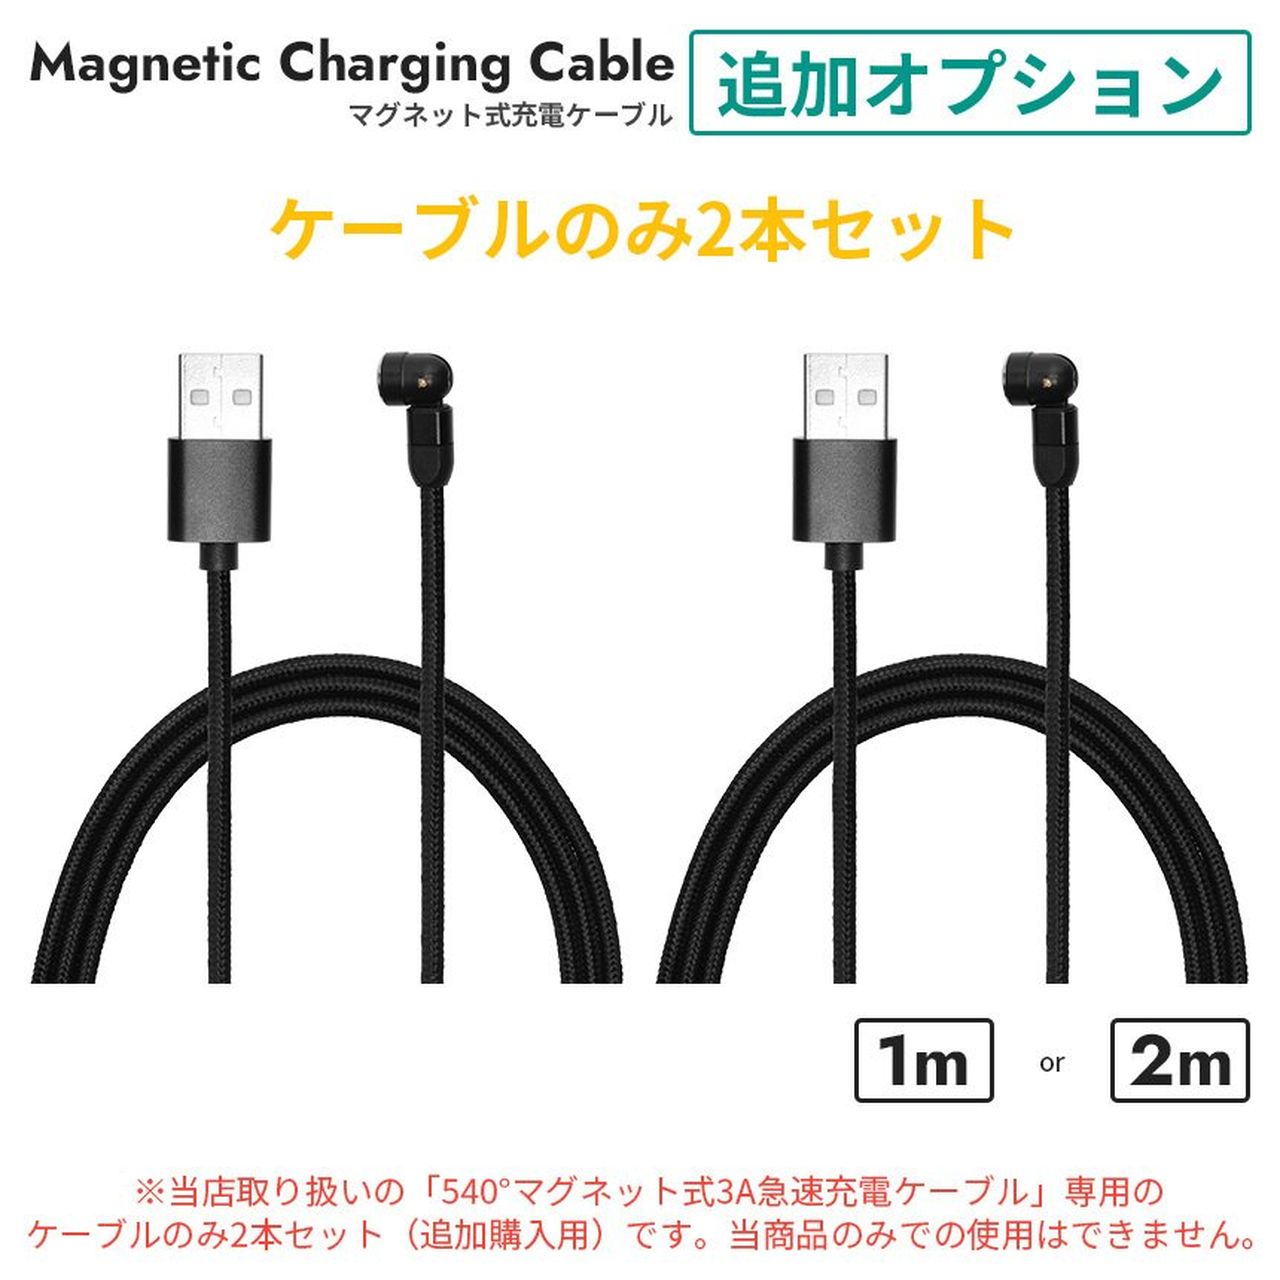 Magnetic Charging Cable
マグネット式充電ケーブル
追加オプション
ケーブルのみ2本セット
1m or 2m
※当店取り扱いの「540°マグネット式3A急速充電ケーブル」専用の
ケーブルのみ2本セット（追加購入用）です。当商品のみでの使用はできません。